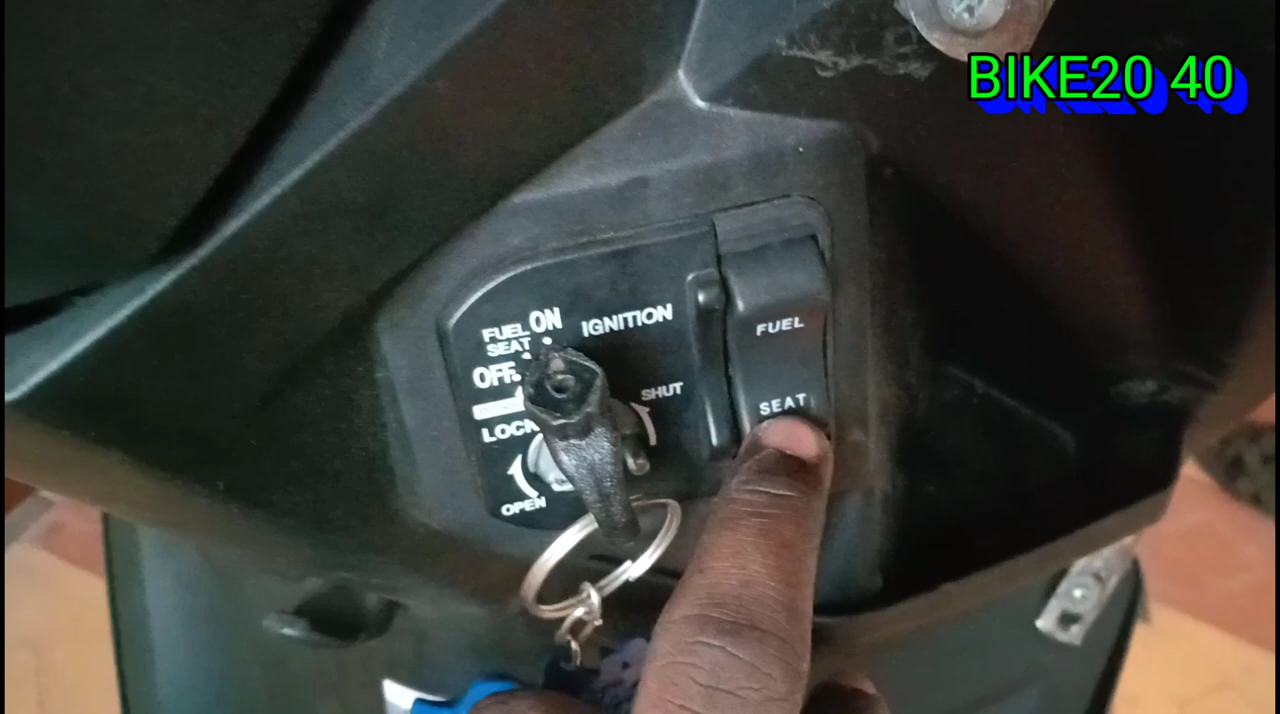 BIKE20 40
FUEL ON
SEAT
IGNITION
OFF
LOCK
SHUT
OPEN
FUEL
SEAT